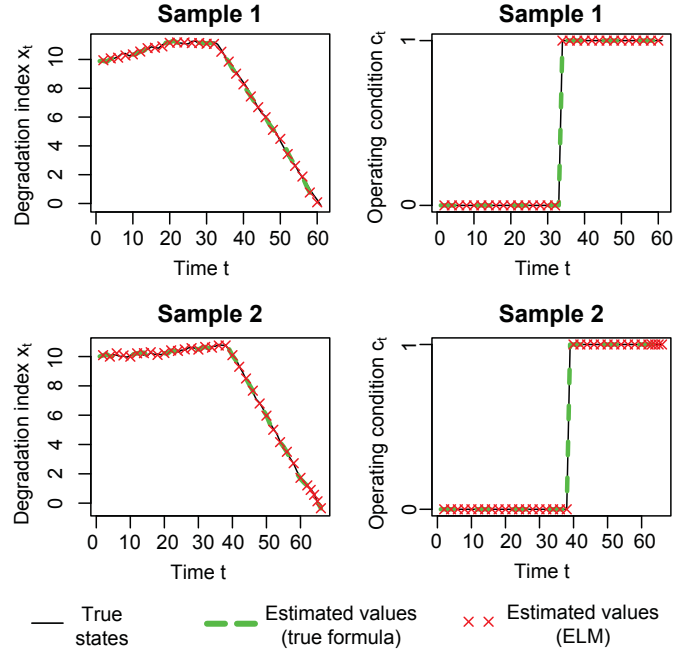 Sample 1
Degradation index xₜ
10
8
6
4
2
0
0 10 20 30 40 50 60
Time t
Sample 1
Operating condition cₜ
1
0
0 10 20 30 40 50 60
Time t
Sample 2
Degradation index xₜ
10
8
6
4
2
0
0 10 20 30 40 50 60
Time t
Sample 2
Operating condition cₜ
1
0
0 10 20 30 40 50 60
Time t
True
states
Estimated values
(true formula)
Estimated values
(ELM)